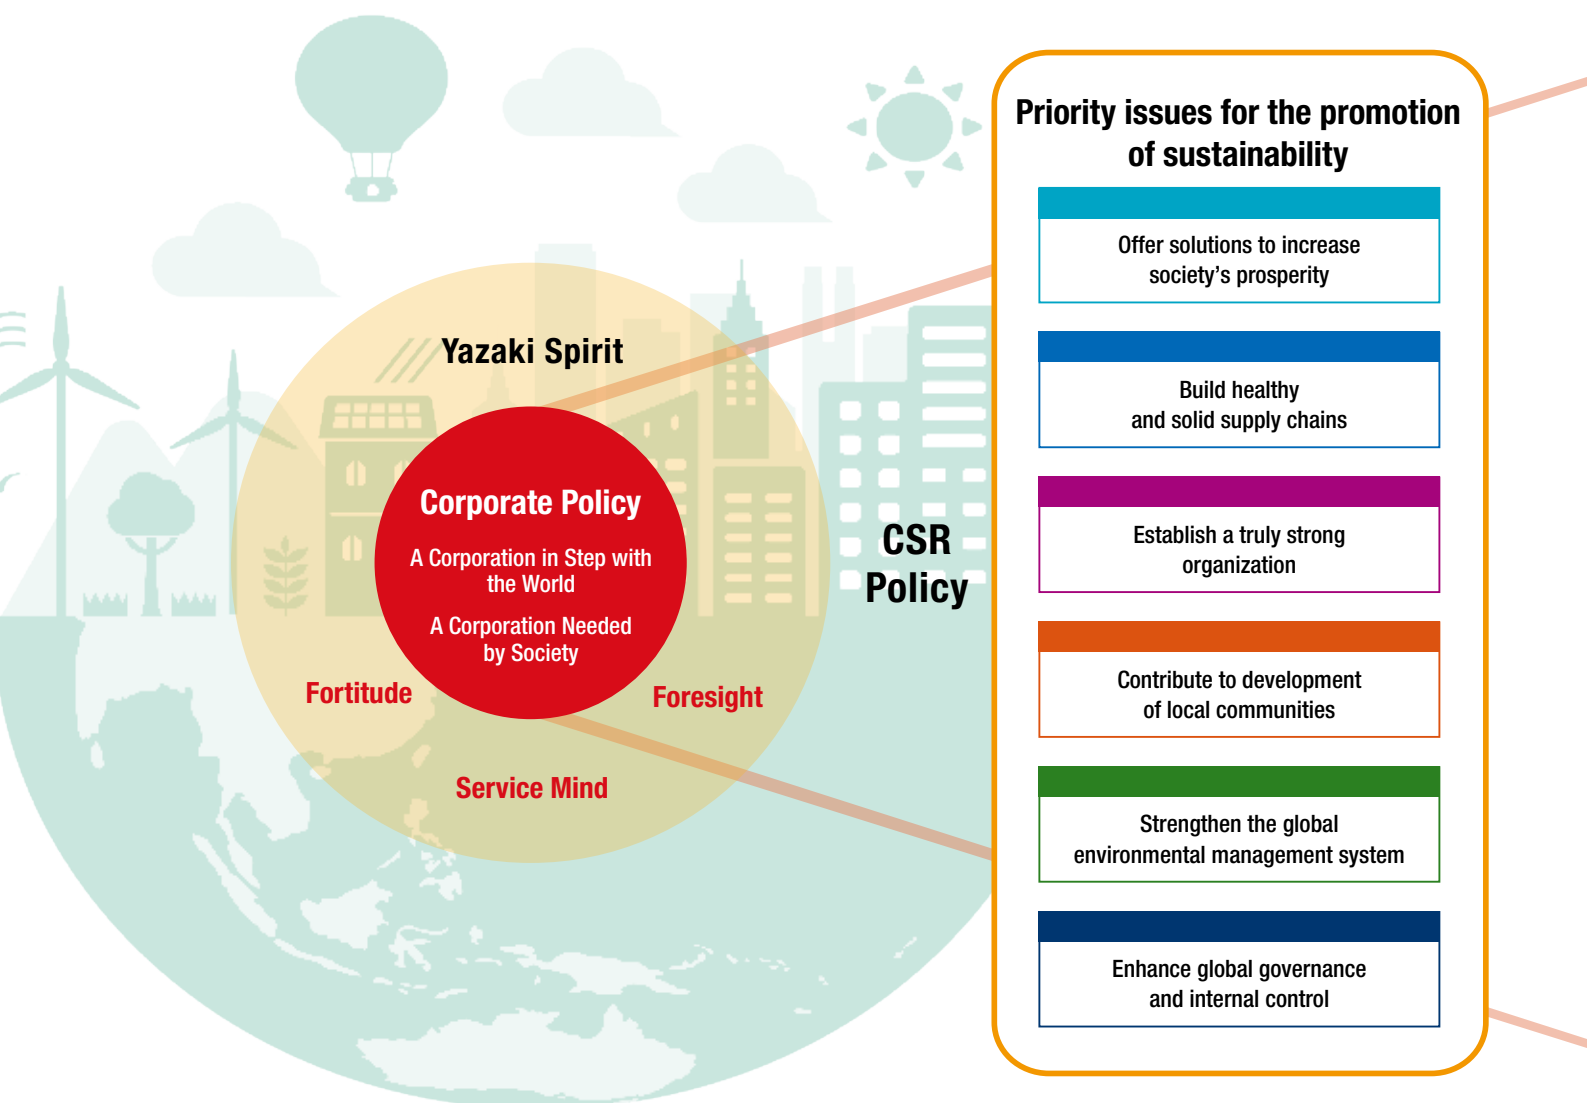 Yazaki Spirit
Corporate Policy
A Corporation in Step with
the World
A Corporation Needed
by Society
Fortitude
Foresight
Service Mind
CSR
Policy
Priority issues for the promotion
of sustainability
Offer solutions to increase
society’s prosperity
Build healthy
and solid supply chains
Establish a truly strong
organization
Contribute to development
of local communities
Strengthen the global
environmental management system
Enhance global governance
and internal control